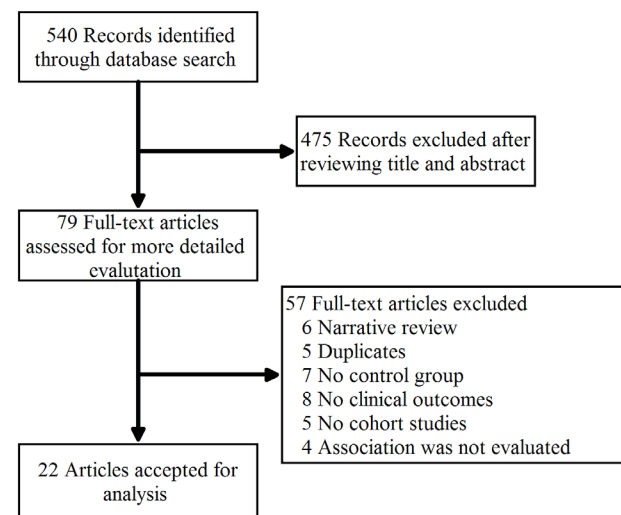 540 Records identified
through database search
475 Records excluded after
reviewing title and abstract
79 Full-text articles
assessed for more detailed
evalutation
57 Full-text articles excluded
6 Narrative review
5 Duplicates
7 No control group
8 No clinical outcomes
5 No cohort studies
4 Association was not evaluated
22 Articles accepted for
analysis